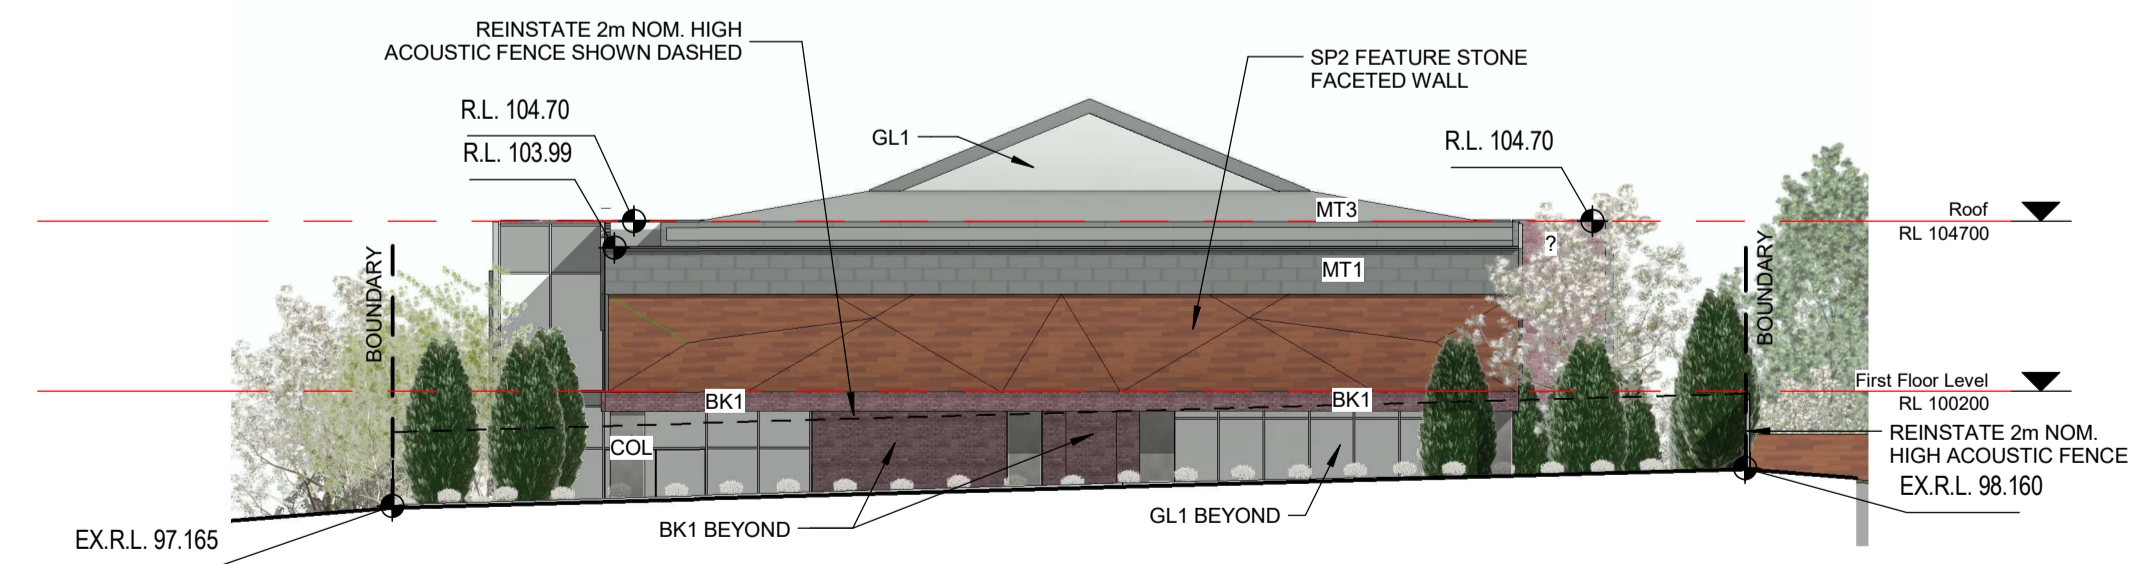 REINSTATE 2m NOM. HIGH
ACOUSTIC FENCE SHOWN DASHED
SP2 FEATURE STONE
FACETED WALL
R.L. 104.70
R.L. 103.99
GL1
R.L. 104.70
MT3
Roof
RL 104700
?
MT1
BOUNDARY
BOUNDARY
First Floor Level
RL 100200
BK1
BK1
COL
REINSTATE 2m NOM.
HIGH ACOUSTIC FENCE
EX.R.L. 98.160
GL1 BEYOND
BK1 BEYOND
EX.R.L. 97.165